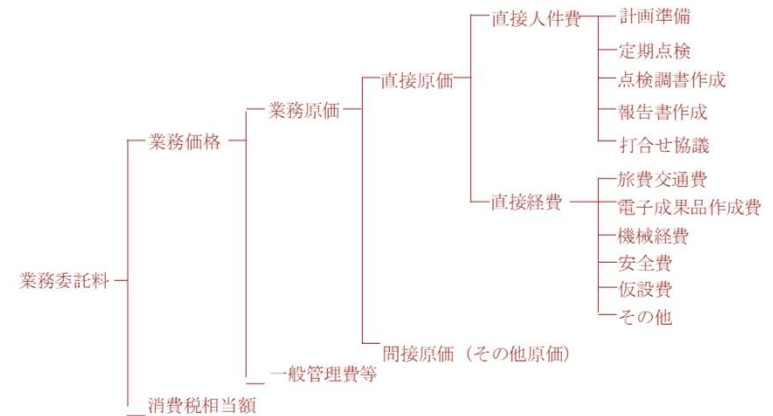 直接人件費
計画準備
定期点検
点検調書作成
報告書作成
打合せ協議
直接原価
業務原価
業務価格
直接経費
旅費交通費
電子成果品作成費
機械経費
安全費
仮設費
その他
業務委託料
間接原価（その他原価）
一般管理費等
消費税相当額